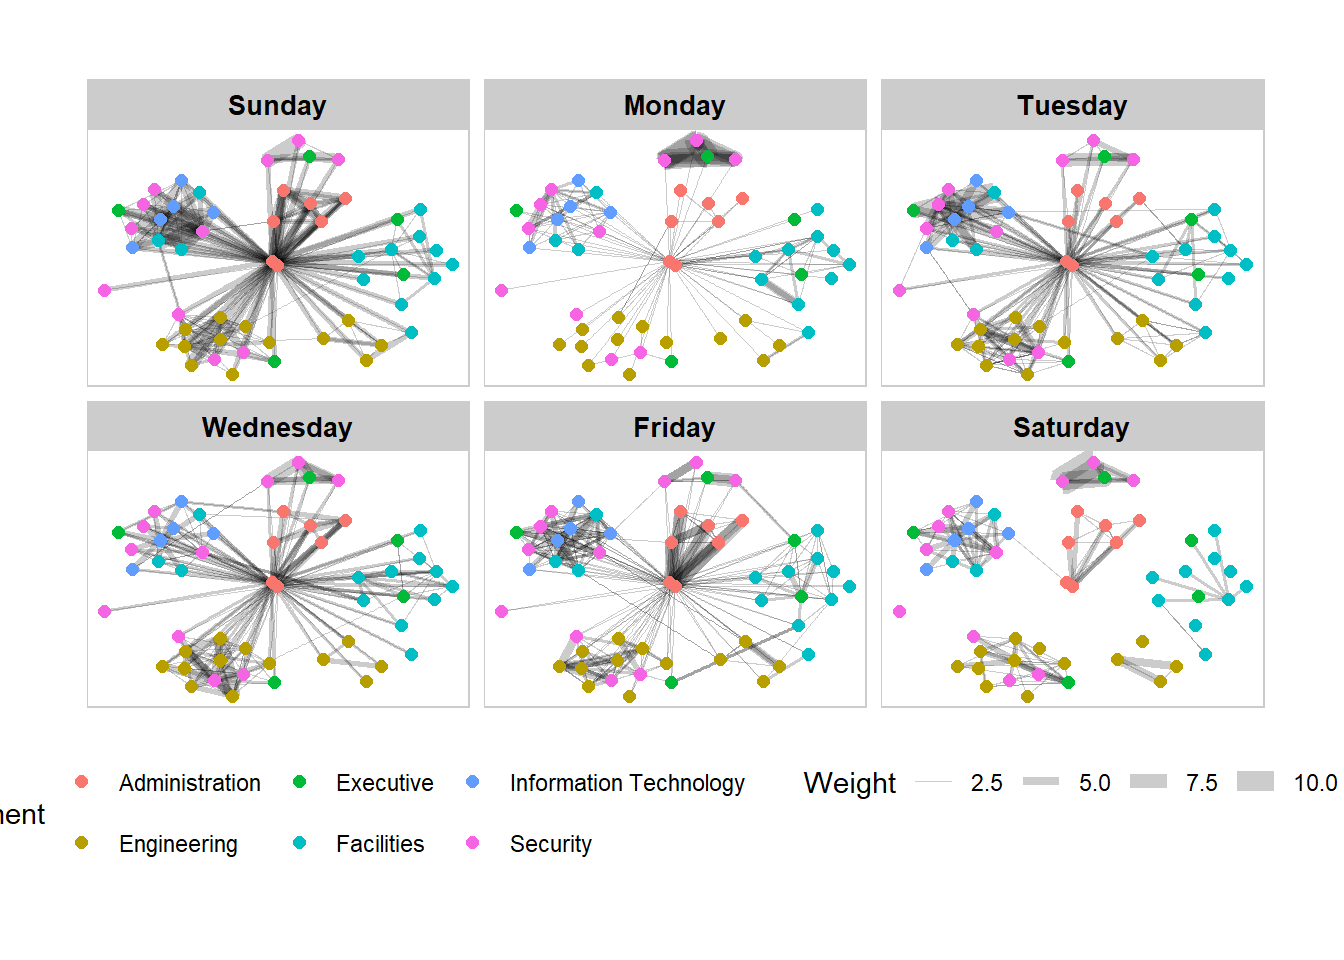 Sunday
Monday
Tuesday
Wednesday
Friday
Saturday
Administration
Executive
Information Technology
Weight
2.5
5.0
7.5
10.0
Engineering
Facilities
Security